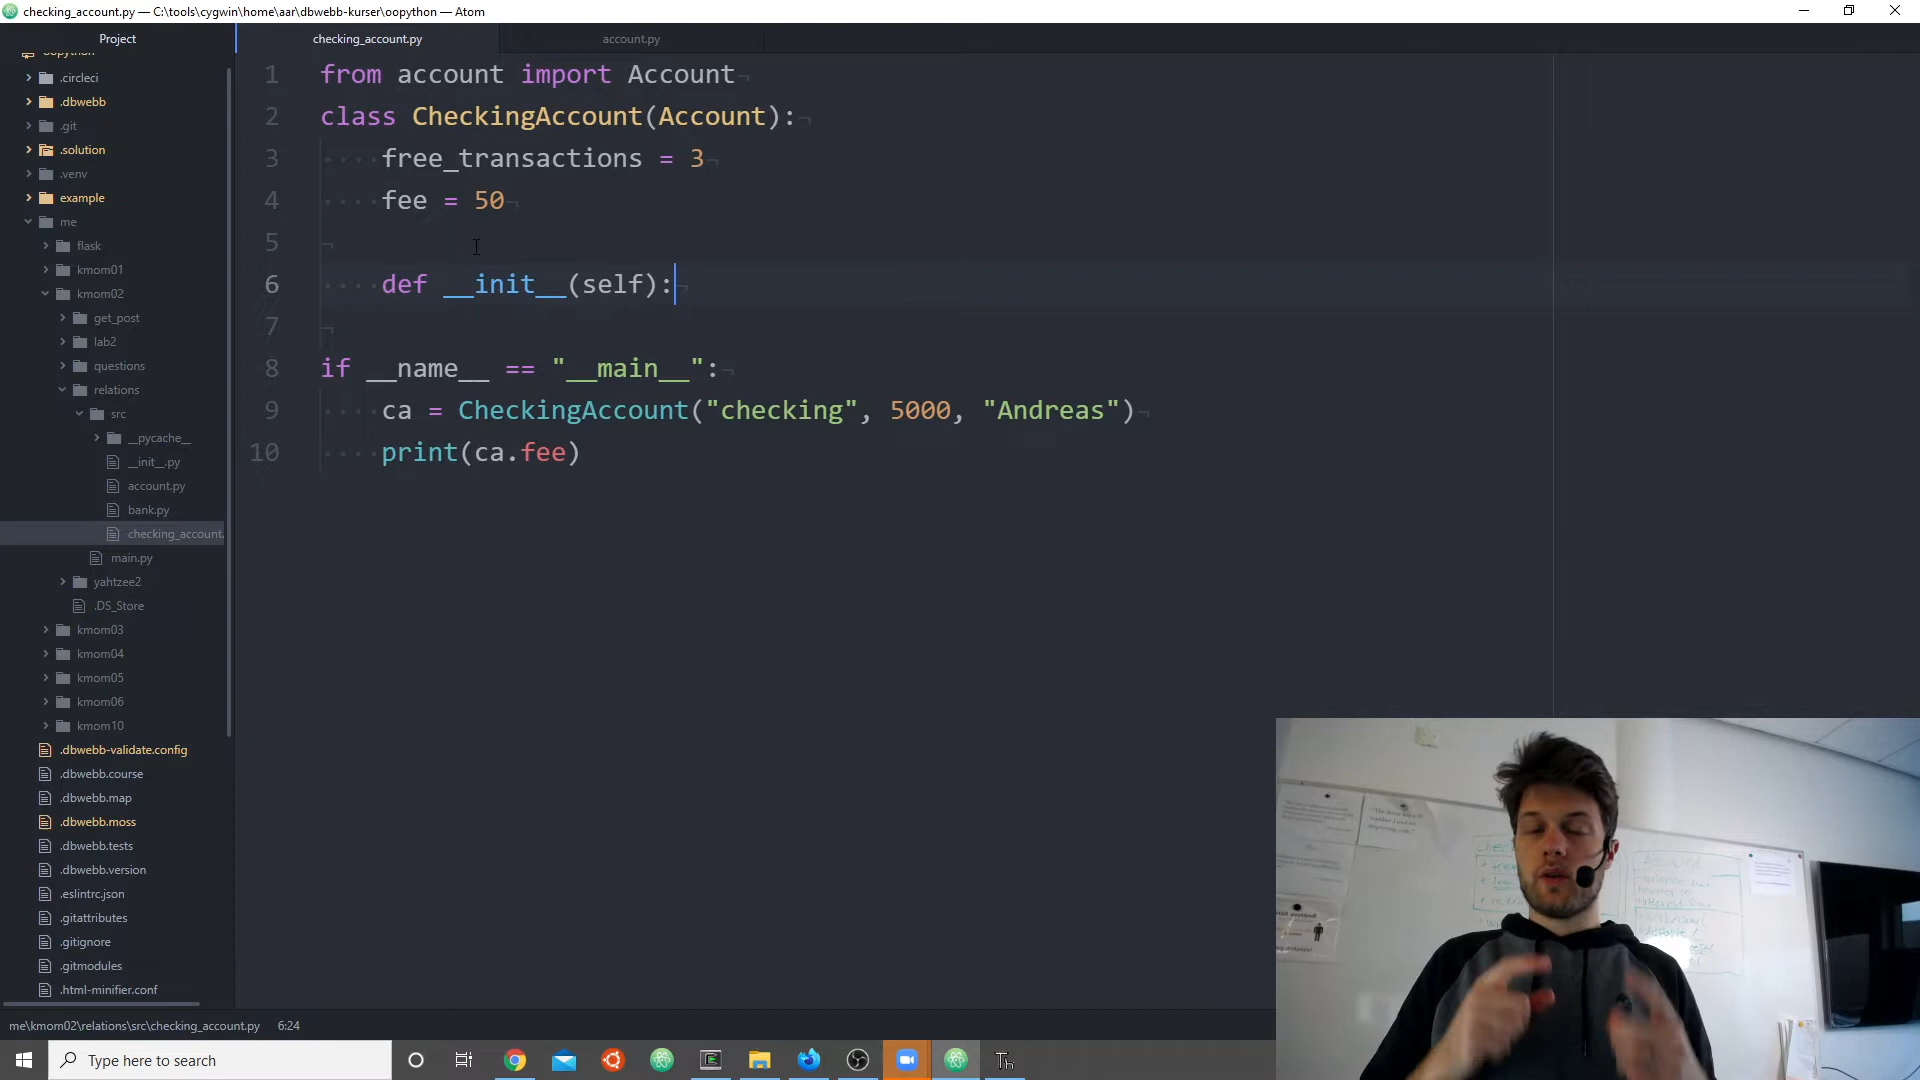 checking_account.py — C:\tools\cygwin\home\aar\dbwebb-kurser\oopython — Atom
Project
checking_account.py
account.py
.circleci
.dbwebb
.git
.solution
.venv
example
me
flask
kmom01
kmom02
get_post
lab2
questions
relations
src
__pycache__
__init__.py
account.py
bank.py
checking_account.
main.py
yahtzee2
.DS_Store
kmom03
kmom04
kmom05
kmom06
kmom10
.dbwebb-validate.config
.dbwebb.course
.dbwebb.map
.dbwebb.moss
.dbwebb.tests
.dbwebb.version
.eslintrc.json
.gitattributes
.gitignore
.gitmodules
.html-minifier.conf
1 from account import Account
2 class CheckingAccount(Account):
3 free_transactions = 3
4 fee = 50
5
6 def __init__(self):
7
8 if __name__ == "__main__":
9 ca = CheckingAccount("checking", 5000, "Andreas")
10 print(ca.fee)
me\kmom02\relations\src\checking_account.py 6:24
Type here to search